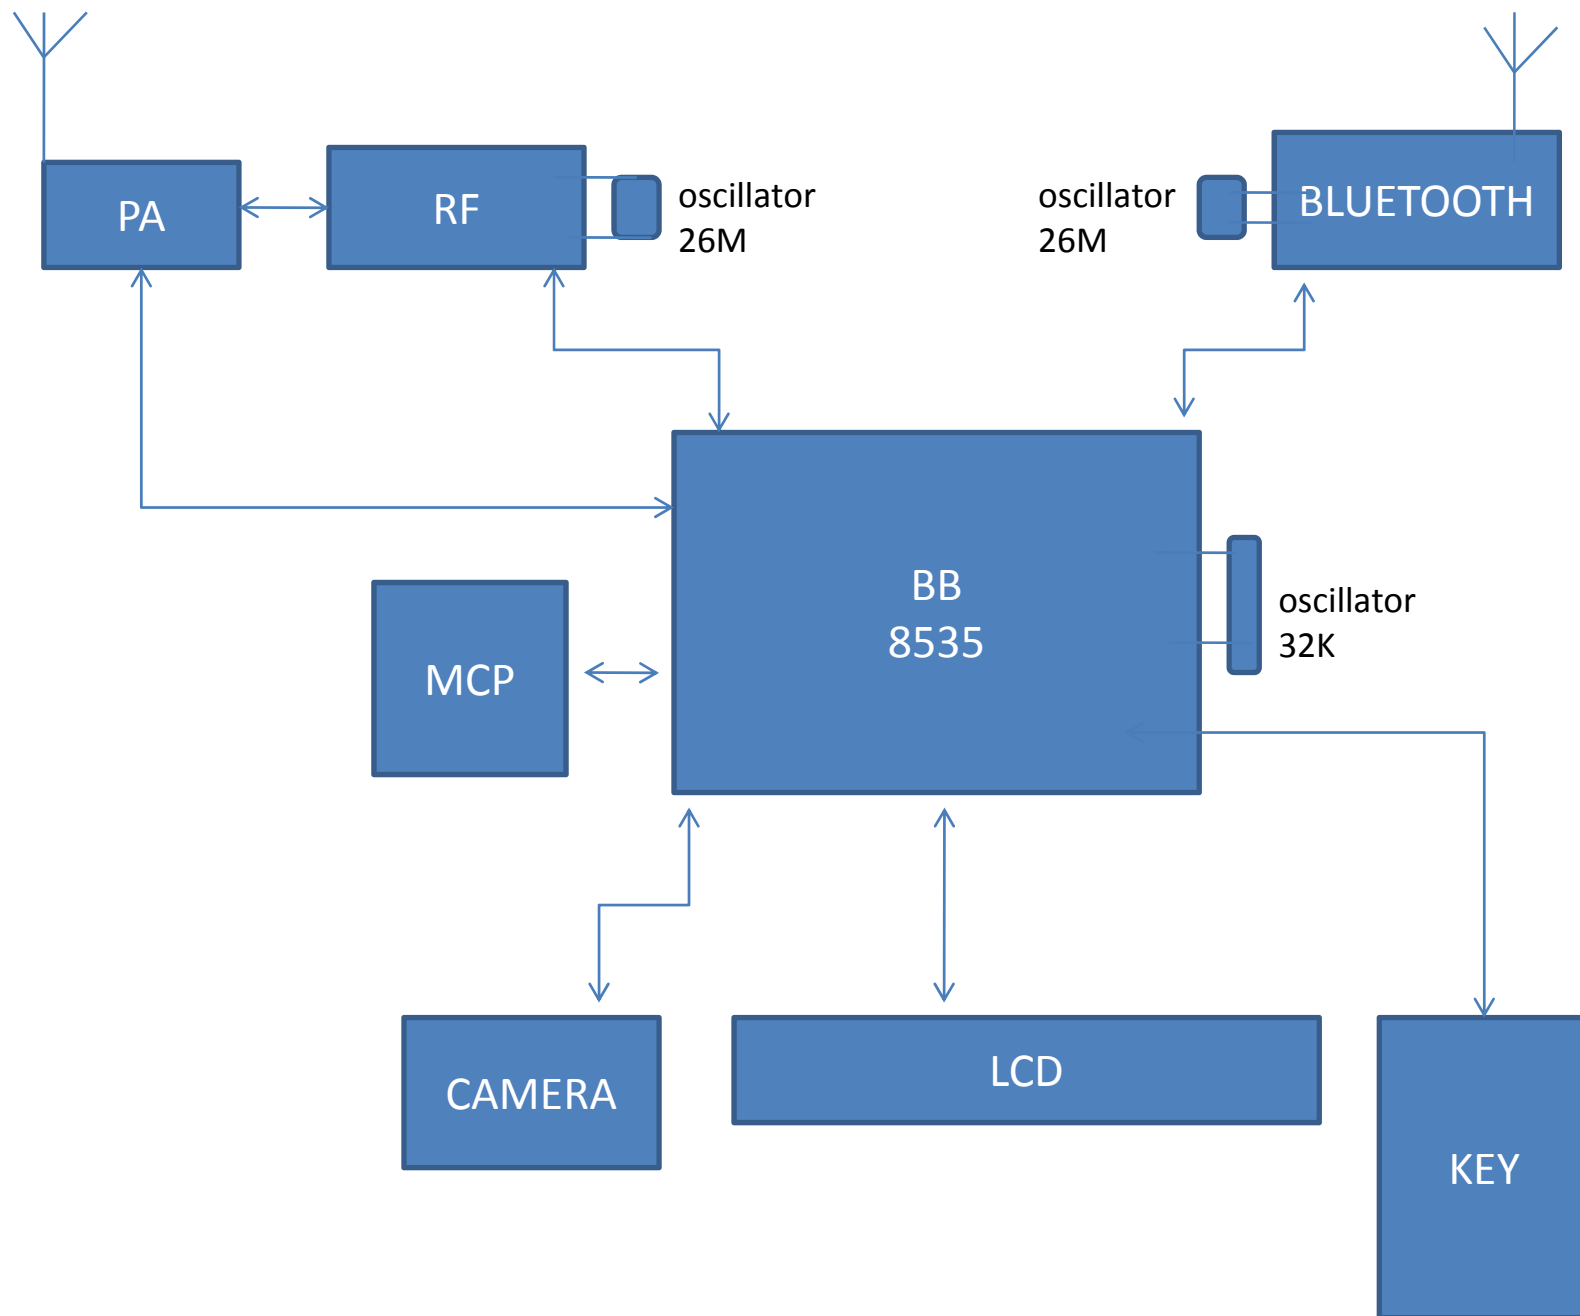 PA
RF
oscillator
26M
oscillator
26M
BLUETOOTH
BB
8535
oscillator
32K
MCP
CAMERA
LCD
KEY